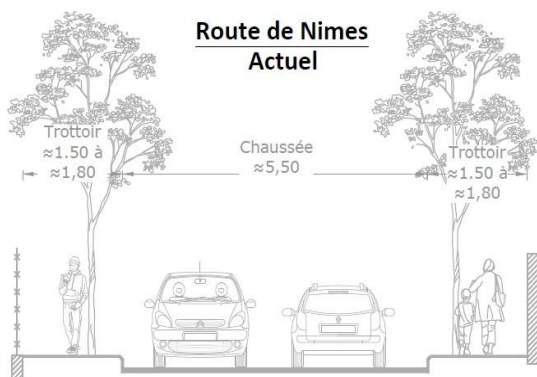 Route de Nimes
Actuel
Trottoir
≈1.50 à
≈1,80
Chaussée
≈5,50
Trottoir
≈1.50 à
≈1,80